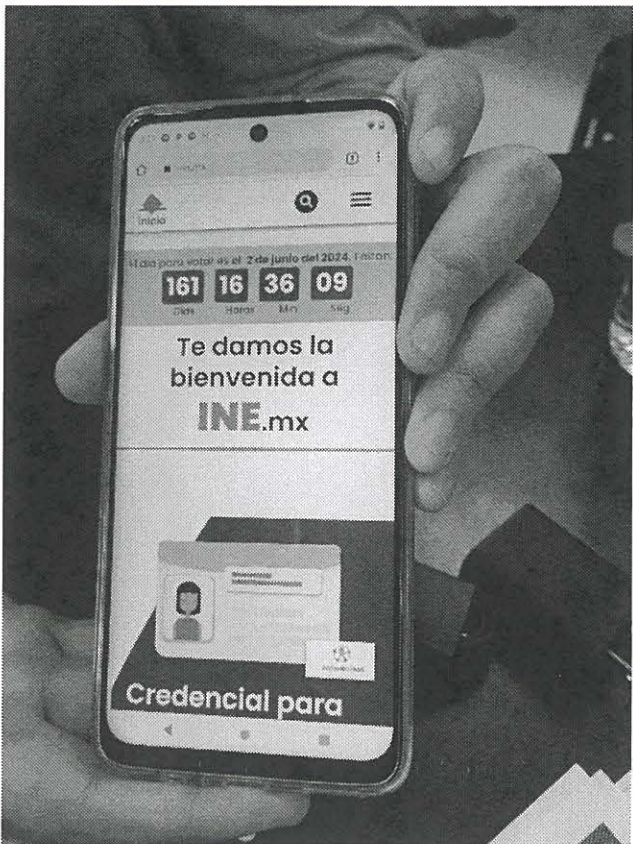 Inicio
El día para votar es el 2 de junio del 2024. Faltan:
161 16 36 09
Días Horas Min Seg
Te damos la
bienvenida a
INE.mx
Credencial para